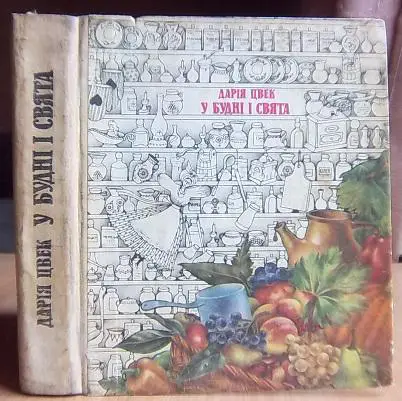 ДАРІЯ ЦВЕК
У БУДНІ І СВЯТА
ДАРІЯ ЦВЕК У БУДНІ І СВЯТА